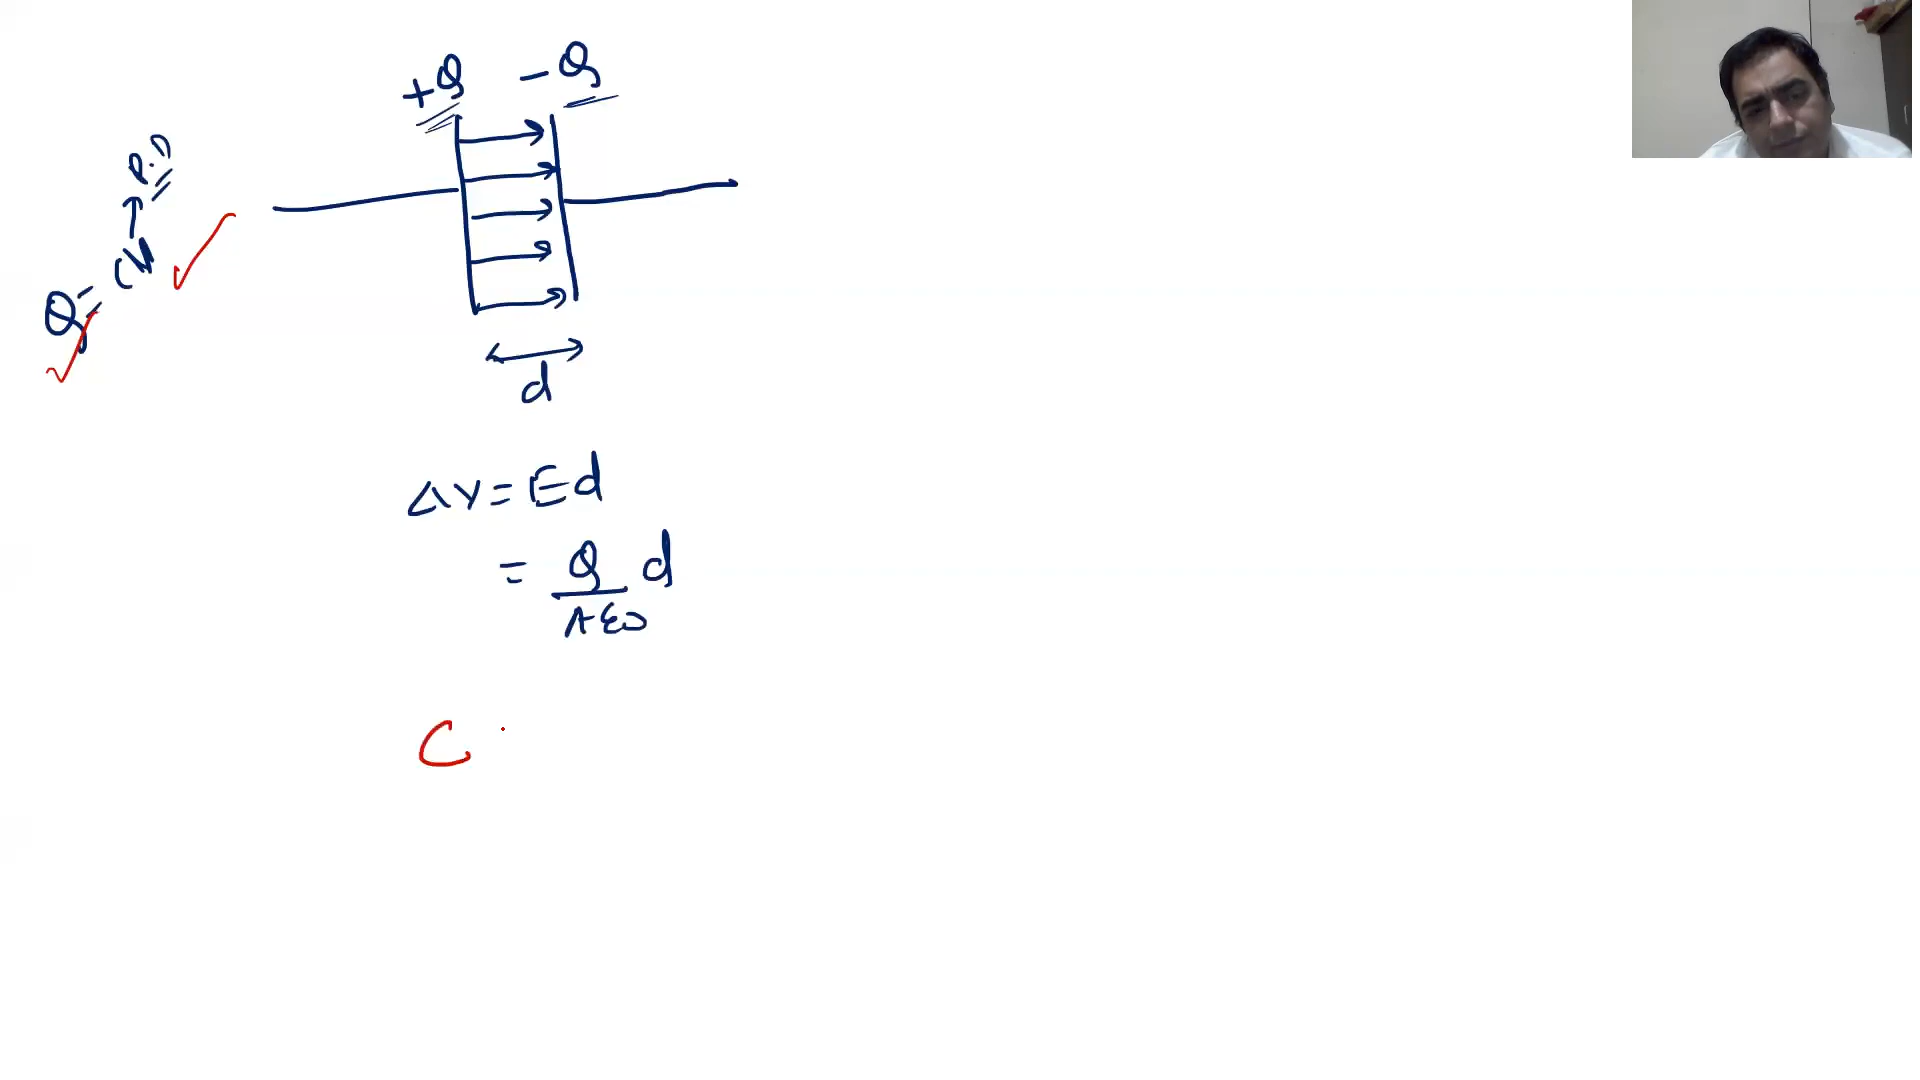 +Q -Q
P.D
Q = CV
d
ΔV = Ed
= Q/Aε0 d
C